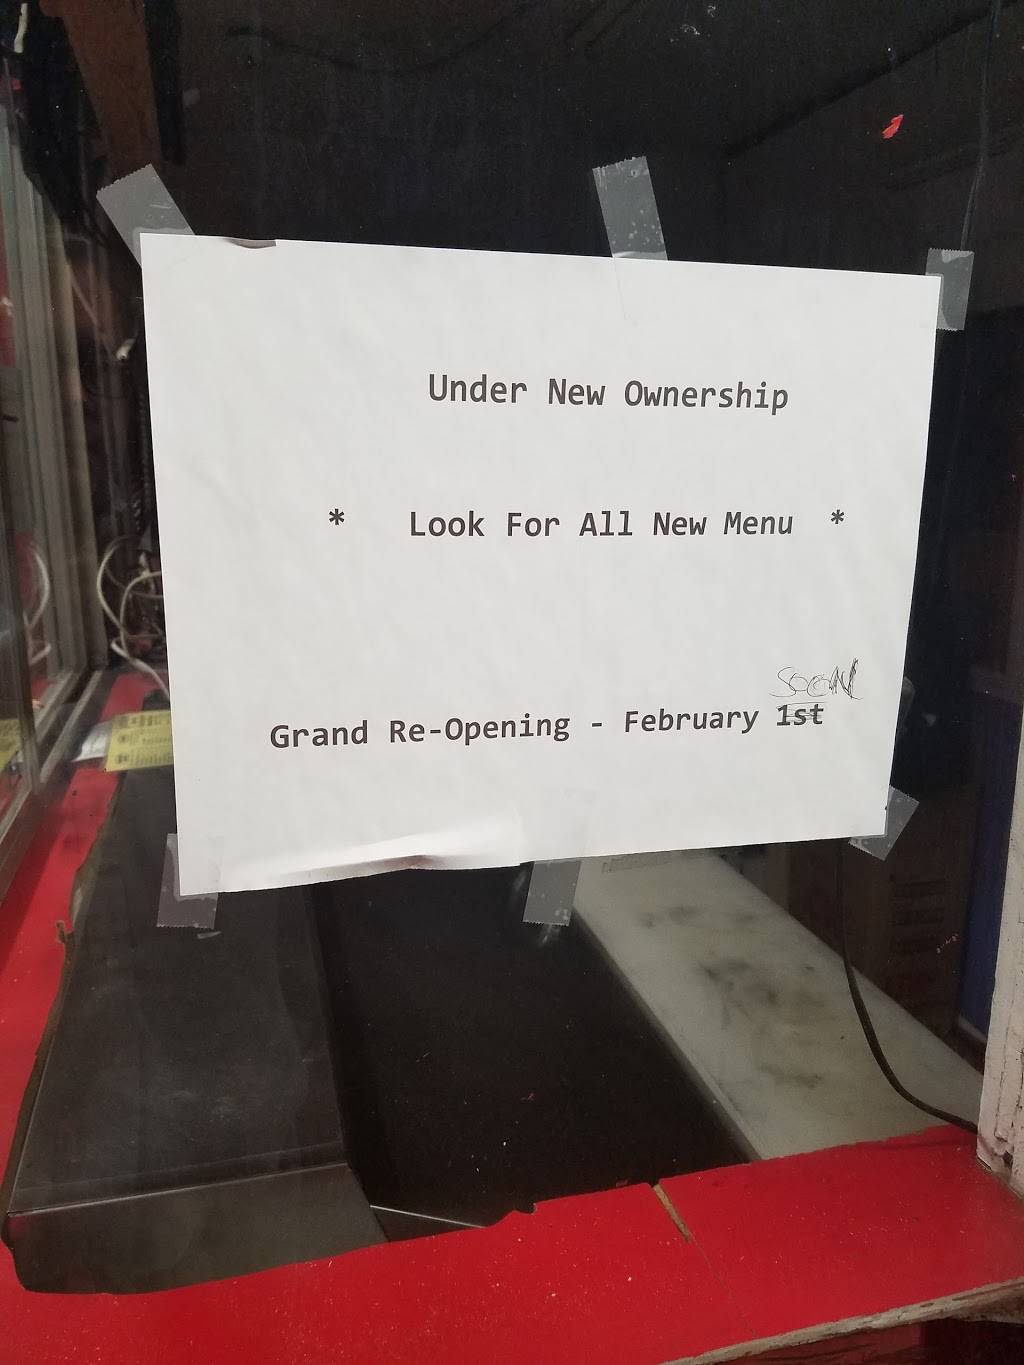 Under New Ownership
* Look For All New Menu *
SOON
Grand Re-Opening - February 1st